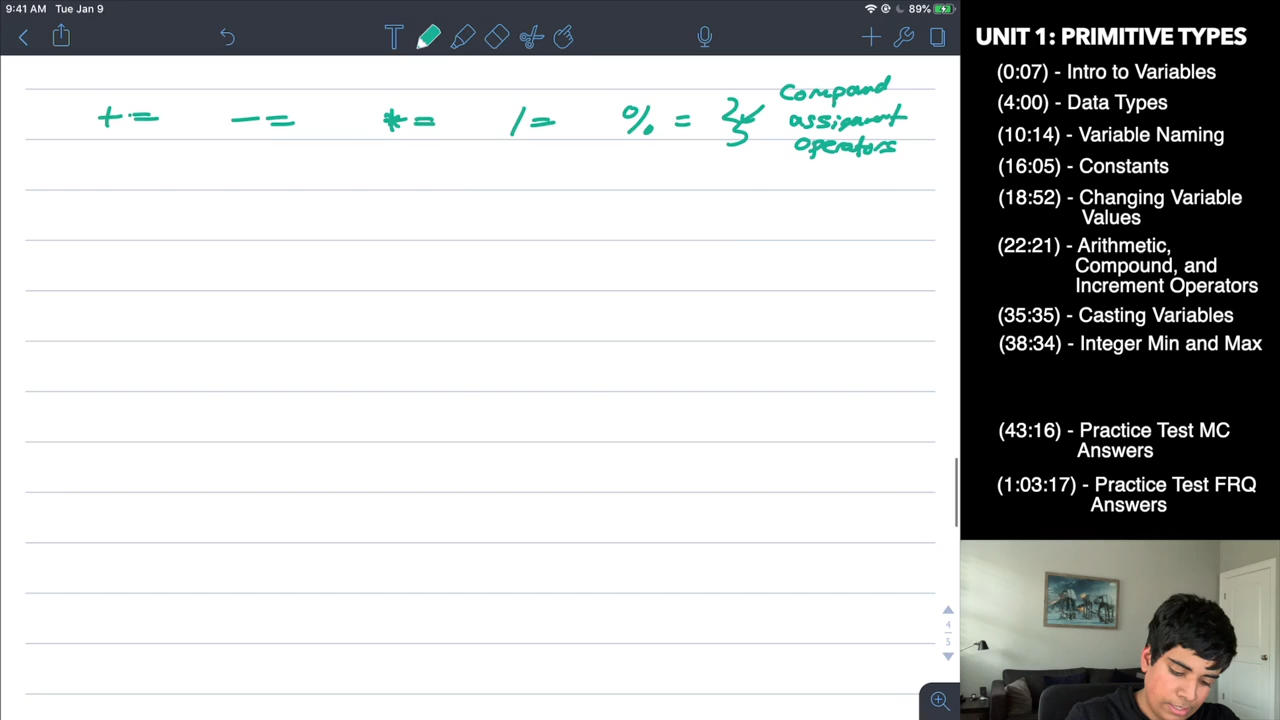 9:41 AM Tue Jan 9
89%
+= -= *= /= %=
Compound
assignment
operators
4
5
UNIT 1: PRIMITIVE TYPES
(0:07) - Intro to Variables
(4:00) - Data Types
(10:14) - Variable Naming
(16:05) - Constants
(18:52) - Changing Variable
Values
(22:21) - Arithmetic,
Compound, and
Increment Operators
(35:35) - Casting Variables
(38:34) - Integer Min and Max
(43:16) - Practice Test MC
Answers
(1:03:17) - Practice Test FRQ
Answers